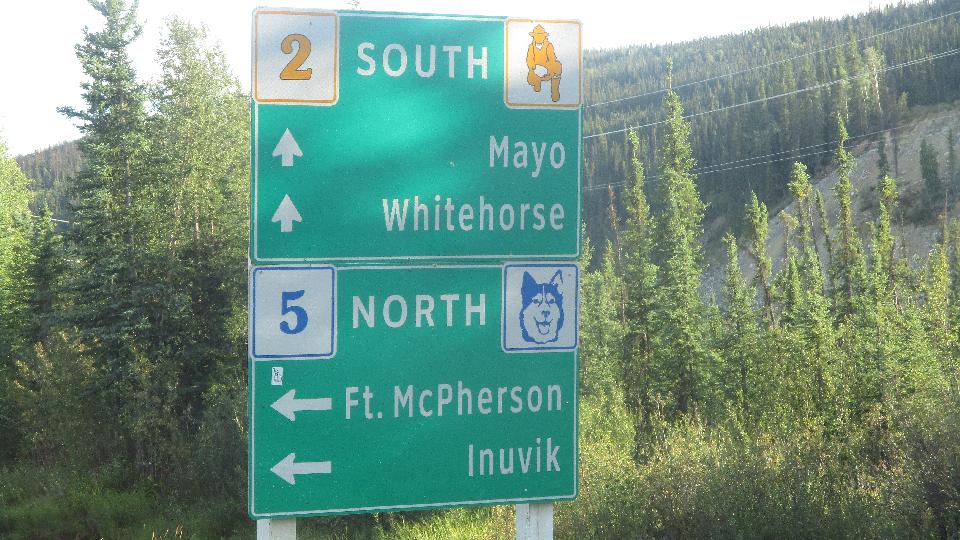 2 SOUTH
Mayo
Whitehorse
5 NORTH
Ft. McPherson
Inuvik